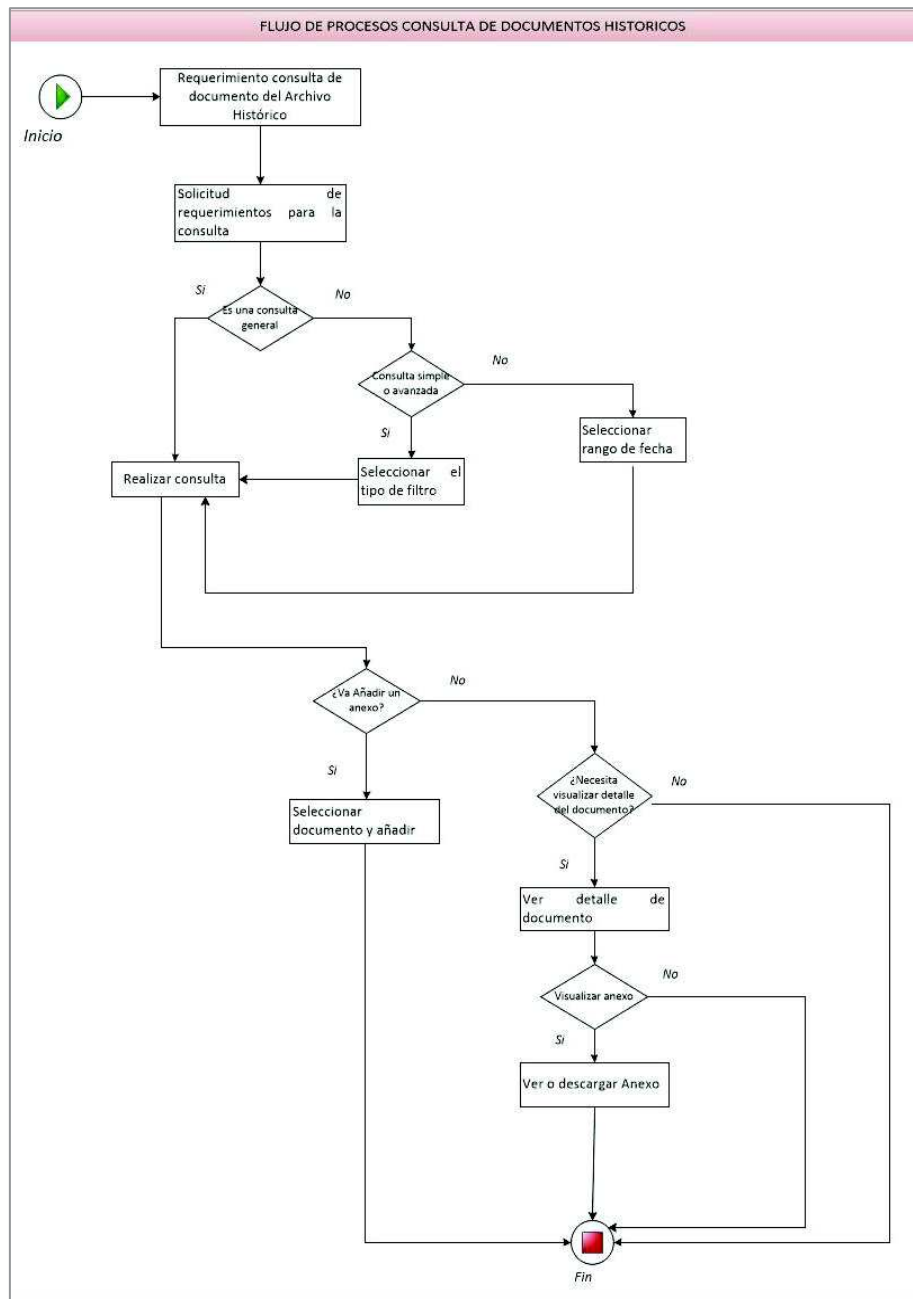 FLUJO DE PROCESOS CONSULTA DE DOCUMENTOS HISTORICOS
Inicio
Requerimiento consulta de
documento del Archivo
Histórico
Solicitud de
requerimientos para la
consulta
Si
No
Es una consulta
general
Consulta simple
o avanzada
No
Si
Seleccionar
rango de fecha
Realizar consulta
Seleccionar el
tipo de filtro
¿Va Añadir un
anexo?
No
Si
Seleccionar
documento y añadir
¿Necesita
visualizar detalle
del documento?
No
Si
Ver detalle de
documento
Visualizar anexo
No
Si
Ver o descargar Anexo
Fin